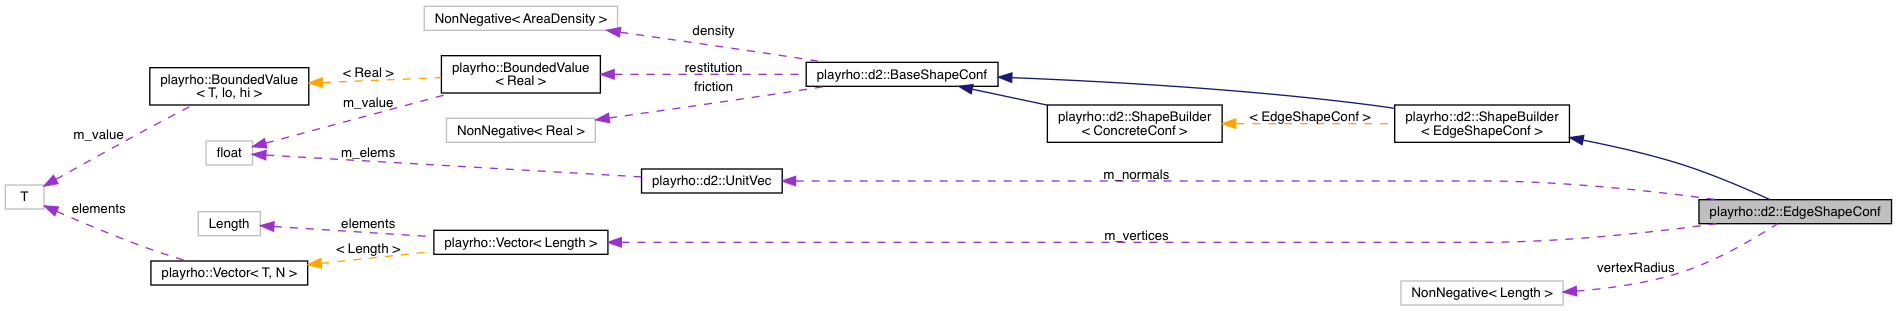 NonNegative< AreaDensity >
density
playrho::BoundedValue
< T, lo, hi >
< Real >
playrho::BoundedValue
< Real >
restitution
friction
playrho::d2::BaseShapeConf
m_value
m_value
NonNegative< Real >
playrho::d2::ShapeBuilder
< ConcreteConf >
< EdgeShapeConf >
playrho::d2::ShapeBuilder
< EdgeShapeConf >
float
m_elems
playrho::d2::UnitVec
m_normals
T
elements
Length
elements
< Length >
playrho::Vector< Length >
m_vertices
playrho::d2::EdgeShapeConf
playrho::Vector< T, N >
vertexRadius
NonNegative< Length >